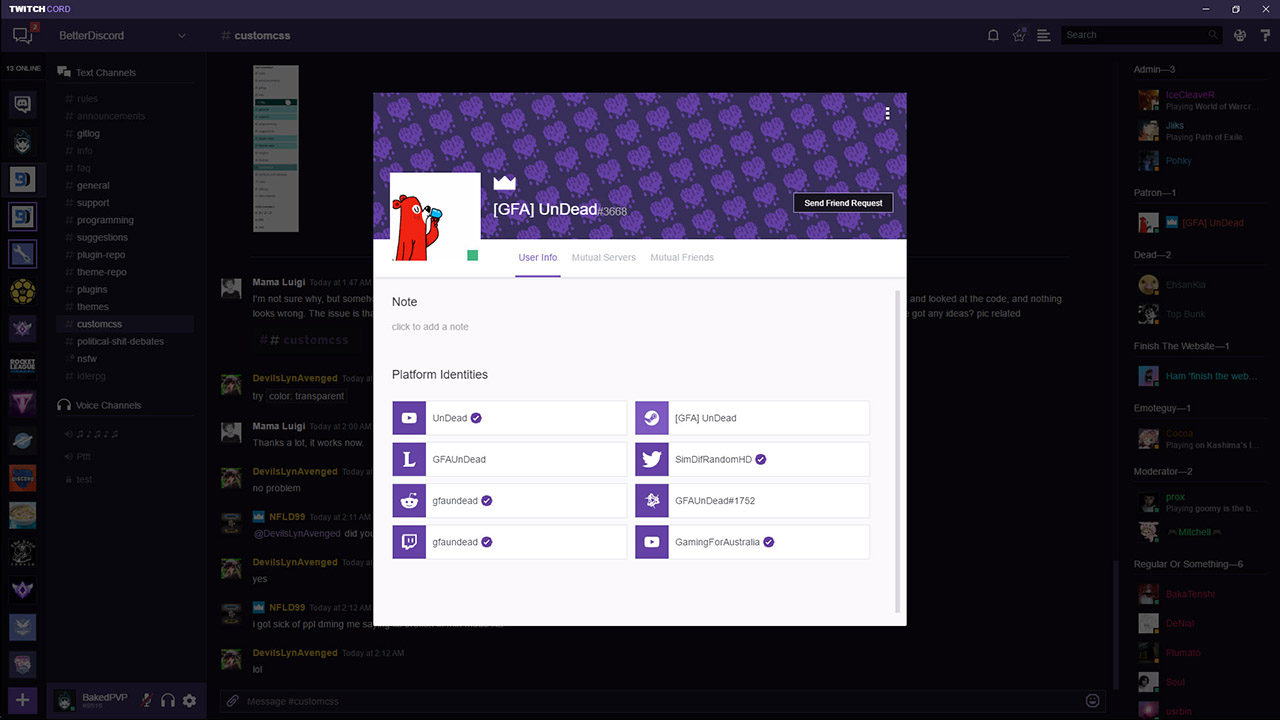 TWITCHCORD
2
BetterDiscord
# customcss
Search
13 ONLINE
Text Channels
# rules
# announcements
# gitlog
# info
# faq
# general
# support
# programming
# suggestions
# plugin-repo
# theme-repo
# plugins
# themes
# customcss
# political-shit-debates
# nsfw
# idlerpg
Voice Channels
Pfft
test
ROCKET
LEAGUE
BakedPVP
Mama Luigi Today at 1:47 AM
I'm not sure why, but someho
and looked at the code, and nothing
looks wrong. The issue is tha
got any ideas? pic related
## customcss
DevilsLynAvenged Today at
try color: transparent
Mama Luigi Today at 2:00 AM
Thanks a lot, it works now.
DevilsLynAvenged Today at
no problem
NFLD99 Today at 2:11 AM
@DevilsLynAvenged did you
DevilsLynAvenged Today at
yes
NFLD99 Today at 2:12 AM
i got sick of ppl dming me
DevilsLynAvenged Today at 2:12 AM
lol
Message #customcss
[GFA] UnDead#3668
Send Friend Request
User Info
Mutual Servers
Mutual Friends
Note
click to add a note
Platform Identities
UnDead
[GFA] UnDead
GFAUnDead
SimDifRandomHD
gfaundead
GFAUnDead#1752
gfaundead
GamingForAustralia
Admin—3
IceCleaveR
Playing World of Warcr...
Jiiks
Playing Path of Exile
Pohky
Patron—1
[GFA] UnDead
Dead—2
EhsanKia
Top Bunk
Finish The Website—1
Ham 'finish the web...
Emoteguy—1
Cocoa
Playing on Kashima's l...
Moderator—2
prox
Playing goomy is the b...
Mitchell
Regular Or Something—6
BakaTenshi
DeNial
Plumato
Soul
usrbin